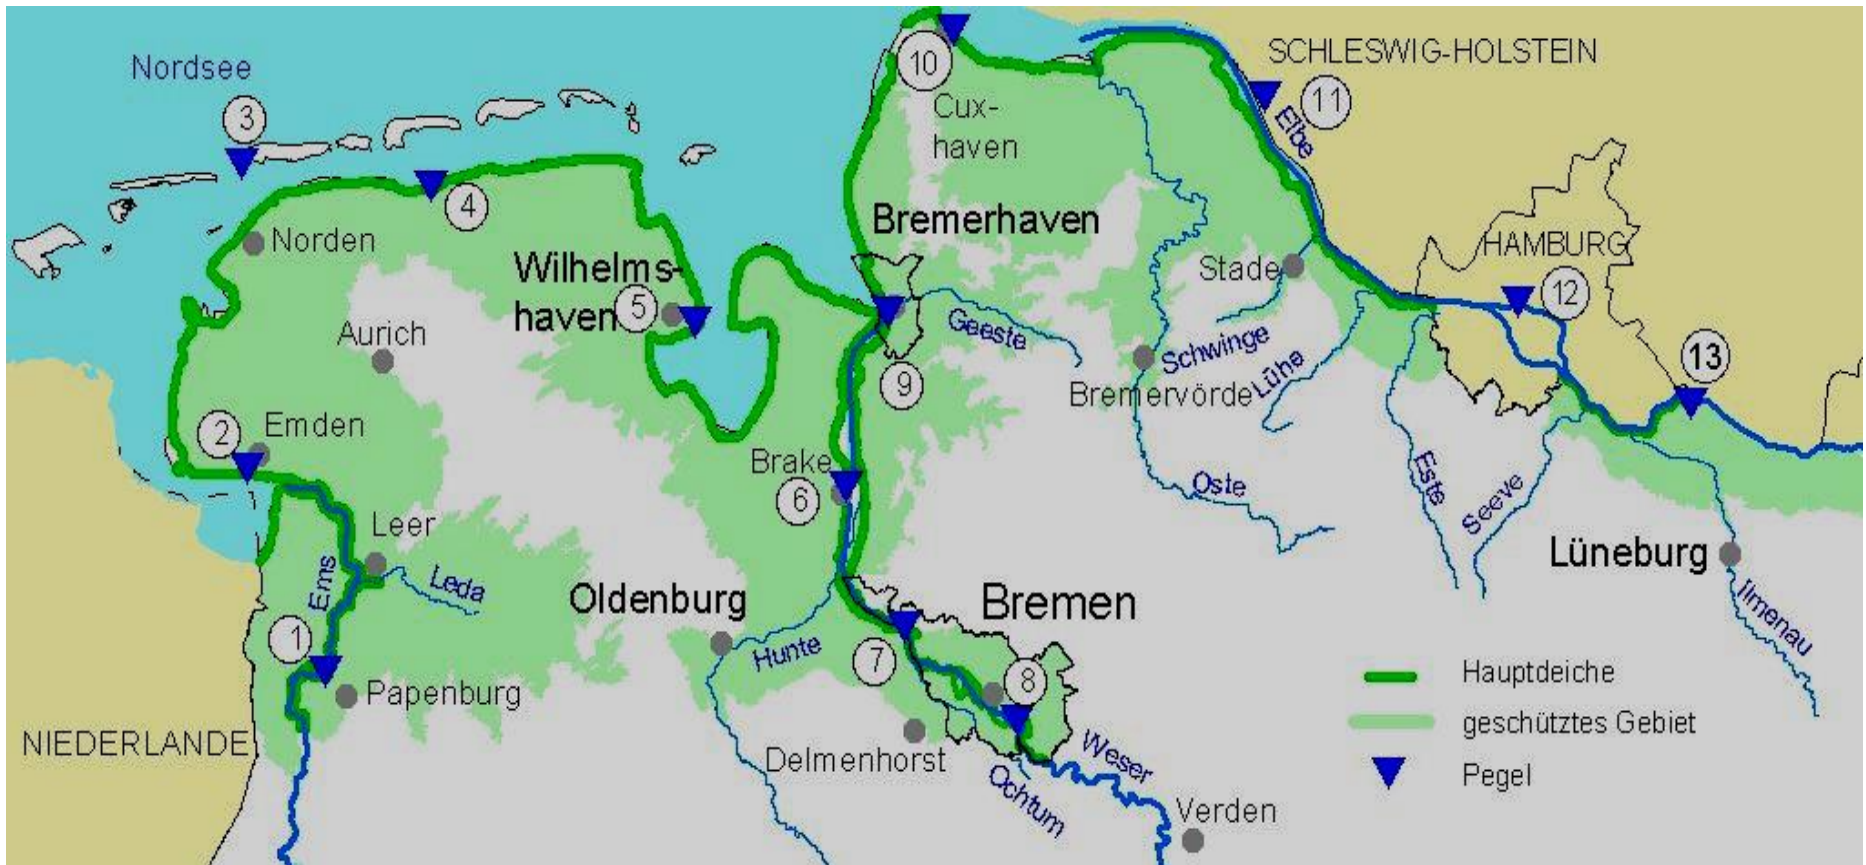 Nordsee
3
10
SCHLESWIG-HOLSTEIN
11
Elbe
Cux-
haven
4
Norden
Bremerhaven
Wilhelms-
haven
5
Stade
HAMBURG
12
Aurich
Geeste
Schwinge
Lühe
13
9
Bremervörde
2
Emden
Brake
6
Oste
Este
Seeve
Leer
Lüneburg
Ems
Leda
Oldenburg
Bremen
Ilmenau
1
Hunte
7
8
Papenburg
Hauptdeiche
NIEDERLANDE
geschütztes Gebiet
Delmenhorst
Weser
Ochtum
Pegel
Verden